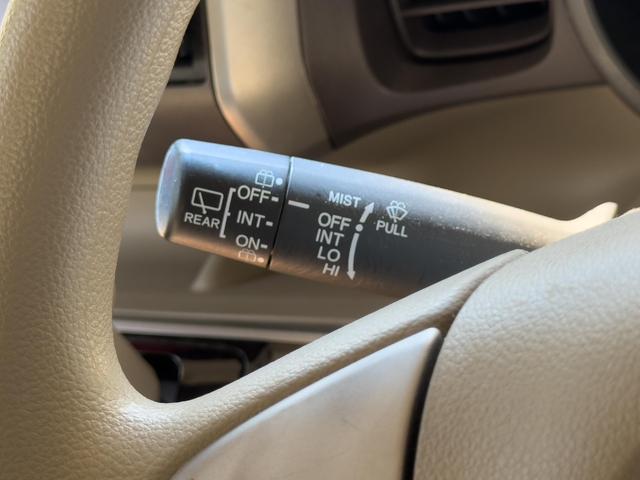 REAR
OFF
INT
ON
MIST
OFF
INT
LO
HI
PULL